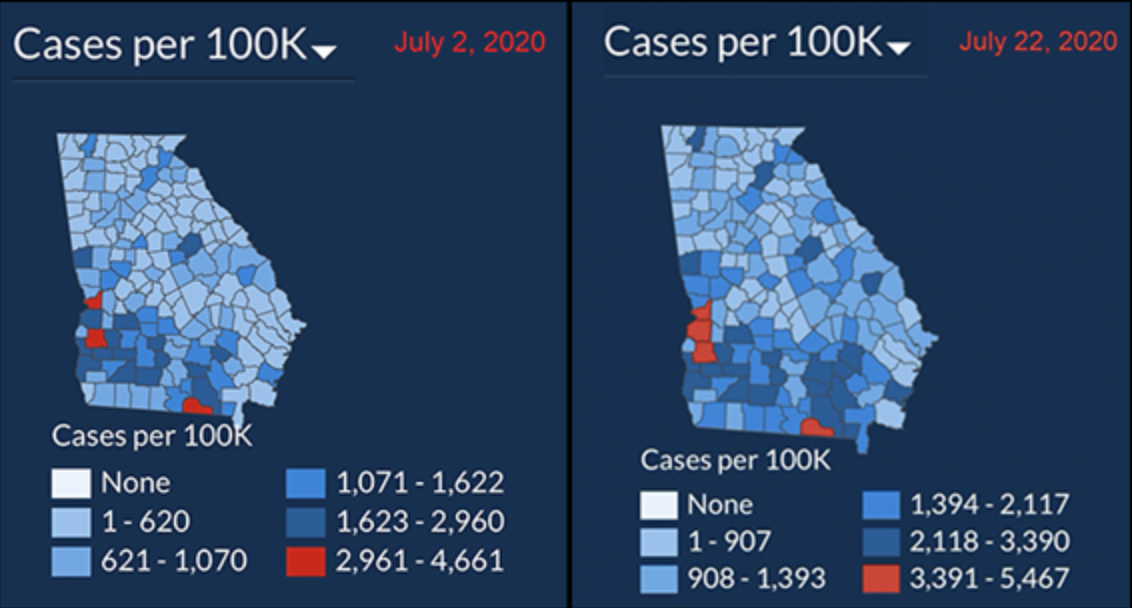 Cases per 100K
July 2, 2020
Cases per 100K
None
1 - 620
621 - 1,070
1,071 - 1,622
1,623 - 2,960
2,961 - 4,661
Cases per 100K
July 22, 2020
Cases per 100K
None
1 - 907
908 - 1,393
1,394 - 2,117
2,118 - 3,390
3,391 - 5,467